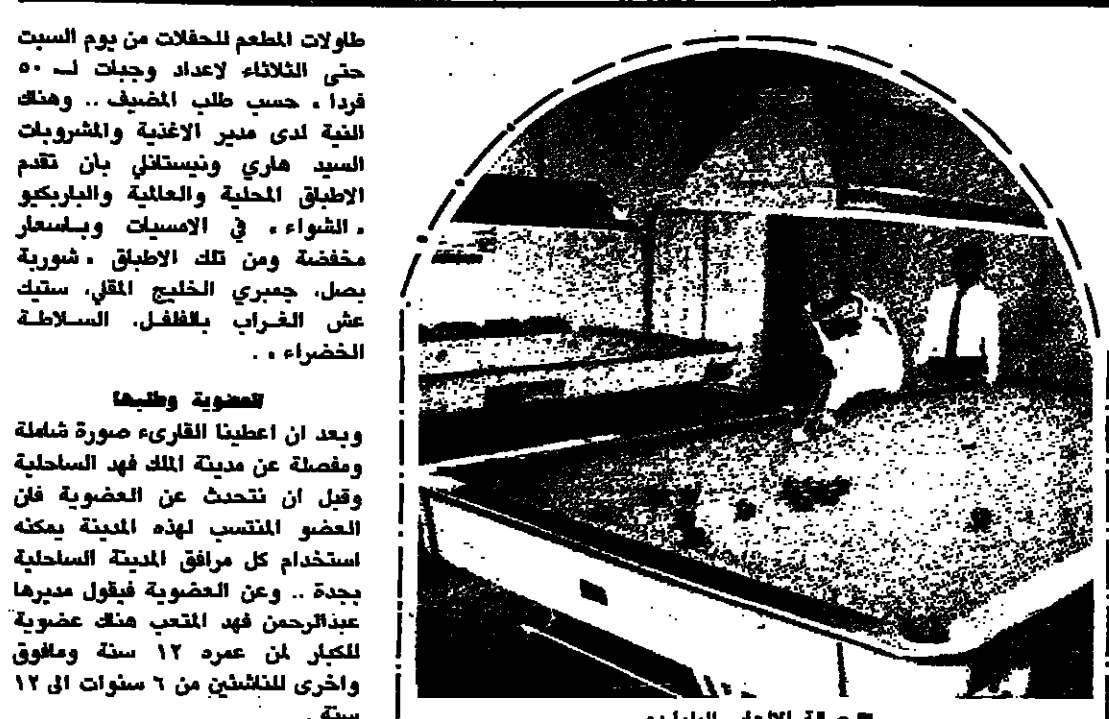 طاولات المطعم للحفلات من يوم السبت
حتى الثلاثاء لاعداد وجبات لـ ٥٠
فردا ، حسب طلب المضيف .. وهناك
النية لدى مدير الاغذية والمشروبات
السيد هاري ونيستانلي بان تقدم
الاطباق المحلية والعالمية والباربكيو
، الشواء ، في الامسيات وبـاسعار
مخفضة ومن تلك الاطباق ، شوربة
بصل، جمبري الخليج المقلي، ستيك
عش الغـراب بالفلفـل، السـلاطـة
الخضراء ، .
العضوية وطلبها
وبعد ان اعطينا القارىء صورة شاملة
ومفصلة عن مدينة الملك فهد الساحلية
وقبل ان نتحدث عن العضوية فان
العضو المنتسب لهذه المدينة يمكنه
استخدام كل مرافق المدينة الساحلية
بجدة .. وعن العضوية فيقول مديرها
عبدالرحمن فهد المتعب هناك عضوية
للكبار لمن عمره ١٢ سنة ومافوق
واخرى للناشئين من ٦ سنوات الى ١٢
سنة .